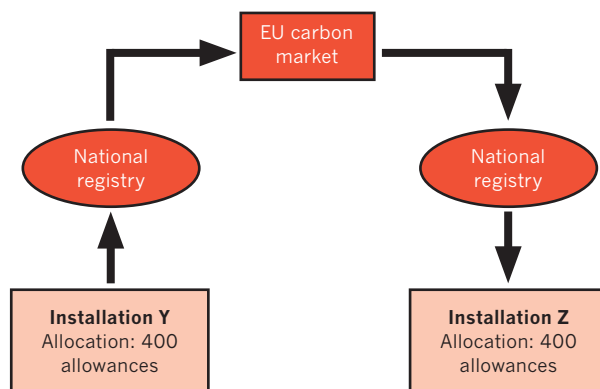 EU carbon
market
National
registry
National
registry
Installation Y
Allocation: 400
allowances
Installation Z
Allocation: 400
allowances